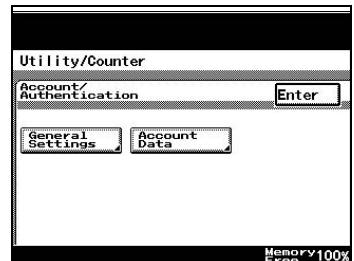 Utility/Counter
Account/
Authentication
Enter
General
Settings
Account
Data
Memory 100%
Free